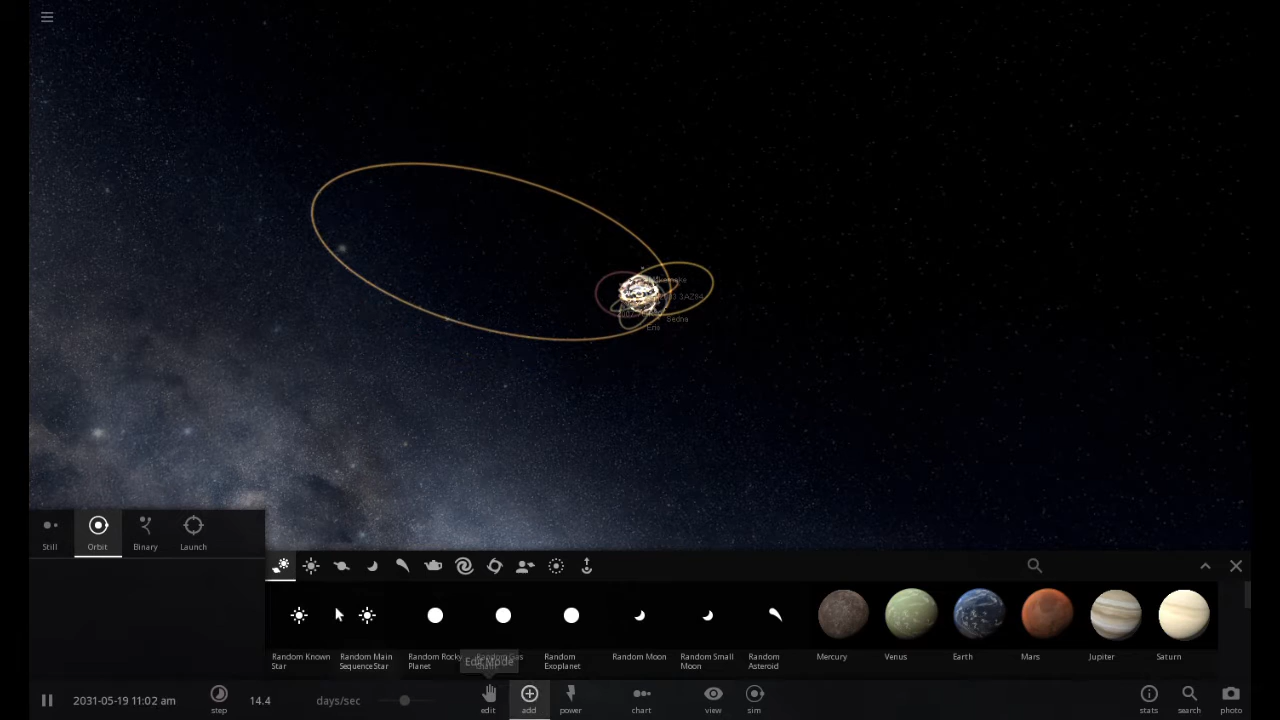 Sedna
Eris
Still
Orbit
Binary
Launch
Random Known
Star
Random Main
Sequence Star
Random Rocky
Planet
Random Gas
Edit Mode
Random
Exoplanet
Random Moon
Random Small
Moon
Random
Asteroid
Mercury
Venus
Earth
Mars
Jupiter
Saturn
2031-05-19 11:02 am
step
14.4
days/sec
edit
add
power
chart
view
sim
stats
search
photo